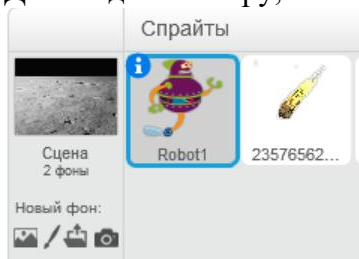 Спрайты
Сцена
2 фоны
Новый фон:
Robot1
23576562...